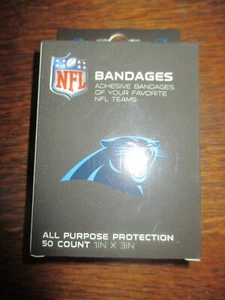 NFL
BANDAGES
ADHESIVE BANDAGES
OF YOUR FAVORITE
NFL TEAMS
ALL PURPOSE PROTECTION
50 COUNT 1IN X 3IN